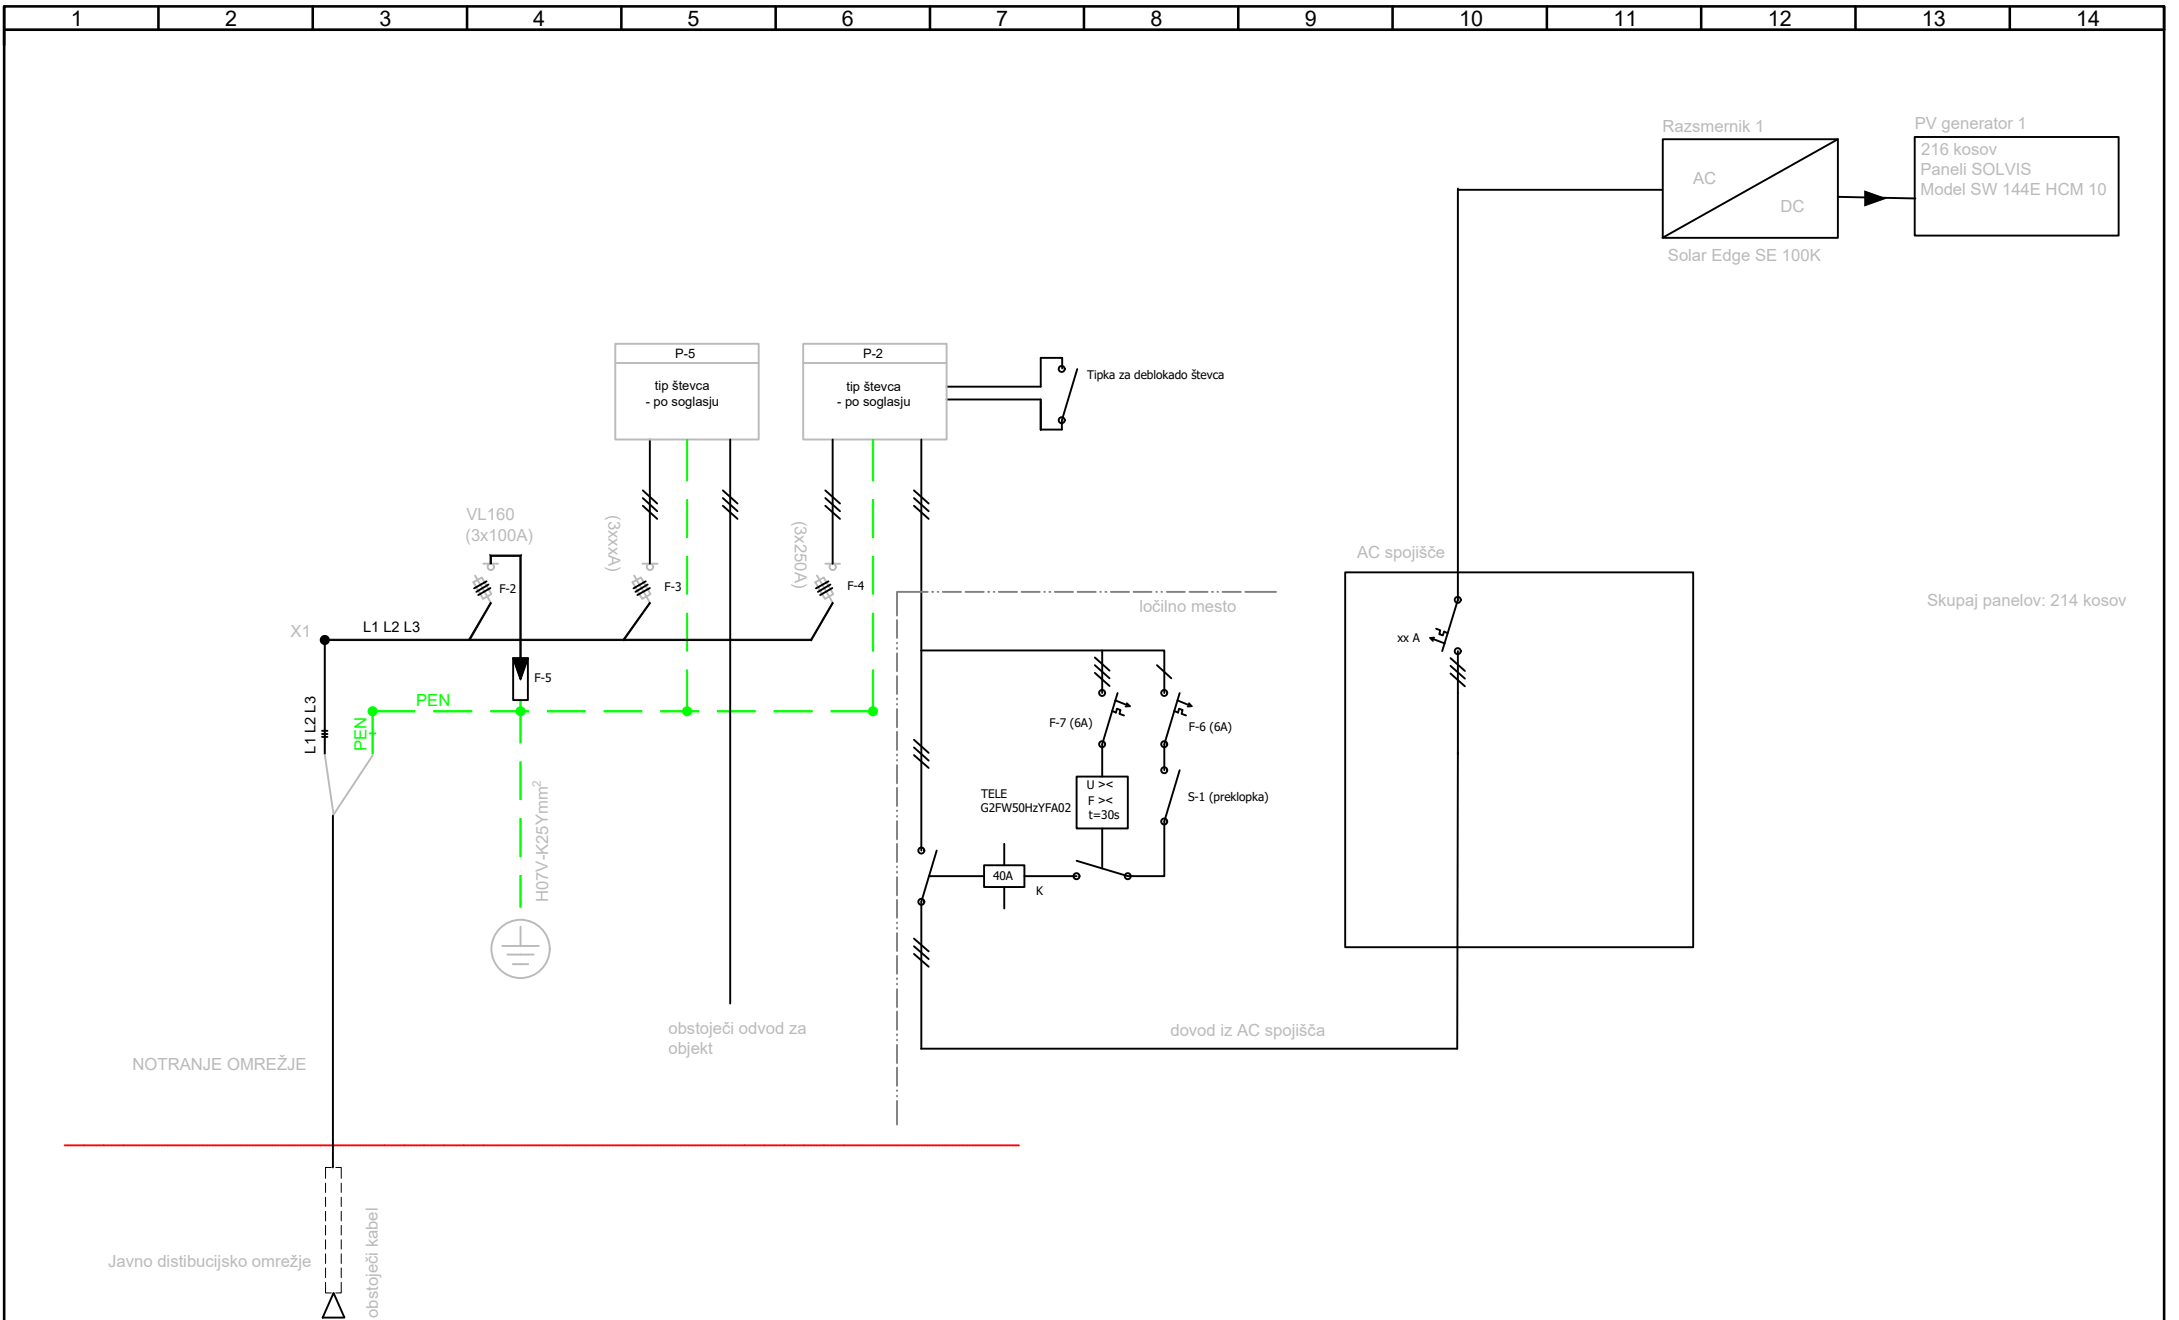 1 2 3 4 5 6 7 8 9 10 11 12 13 14
Razsmernik 1
AC
DC
Solar Edge SE 100K
PV generator 1
216 kosov
Paneli SOLVIS
Model SW 144E HCM 10
P-5
tip števca
- po soglasju
P-2
tip števca
- po soglasju
Tipka za deblokado števca
VL160
(3x100A)
(3xxxA)
(3x250A)
F-2
F-3
F-4
AC spojišče
ločilno mesto
Skupaj panelov: 214 kosov
X1
L1 L2 L3
xx A
F-5
PEN
L1 L2 L3
PEN
F-7 (6A)
F-6 (6A)
TELE
G2FW50HzYFA02
U ><
F ><
t=30s
S-1 (preklopka)
H07V-K25Ymm²
40A
K
obstoječi odvod za
objekt
dovod iz AC spojišča
NOTRANJE OMREŽJE
Javno distibucijsko omrežje
obstoječi kabel